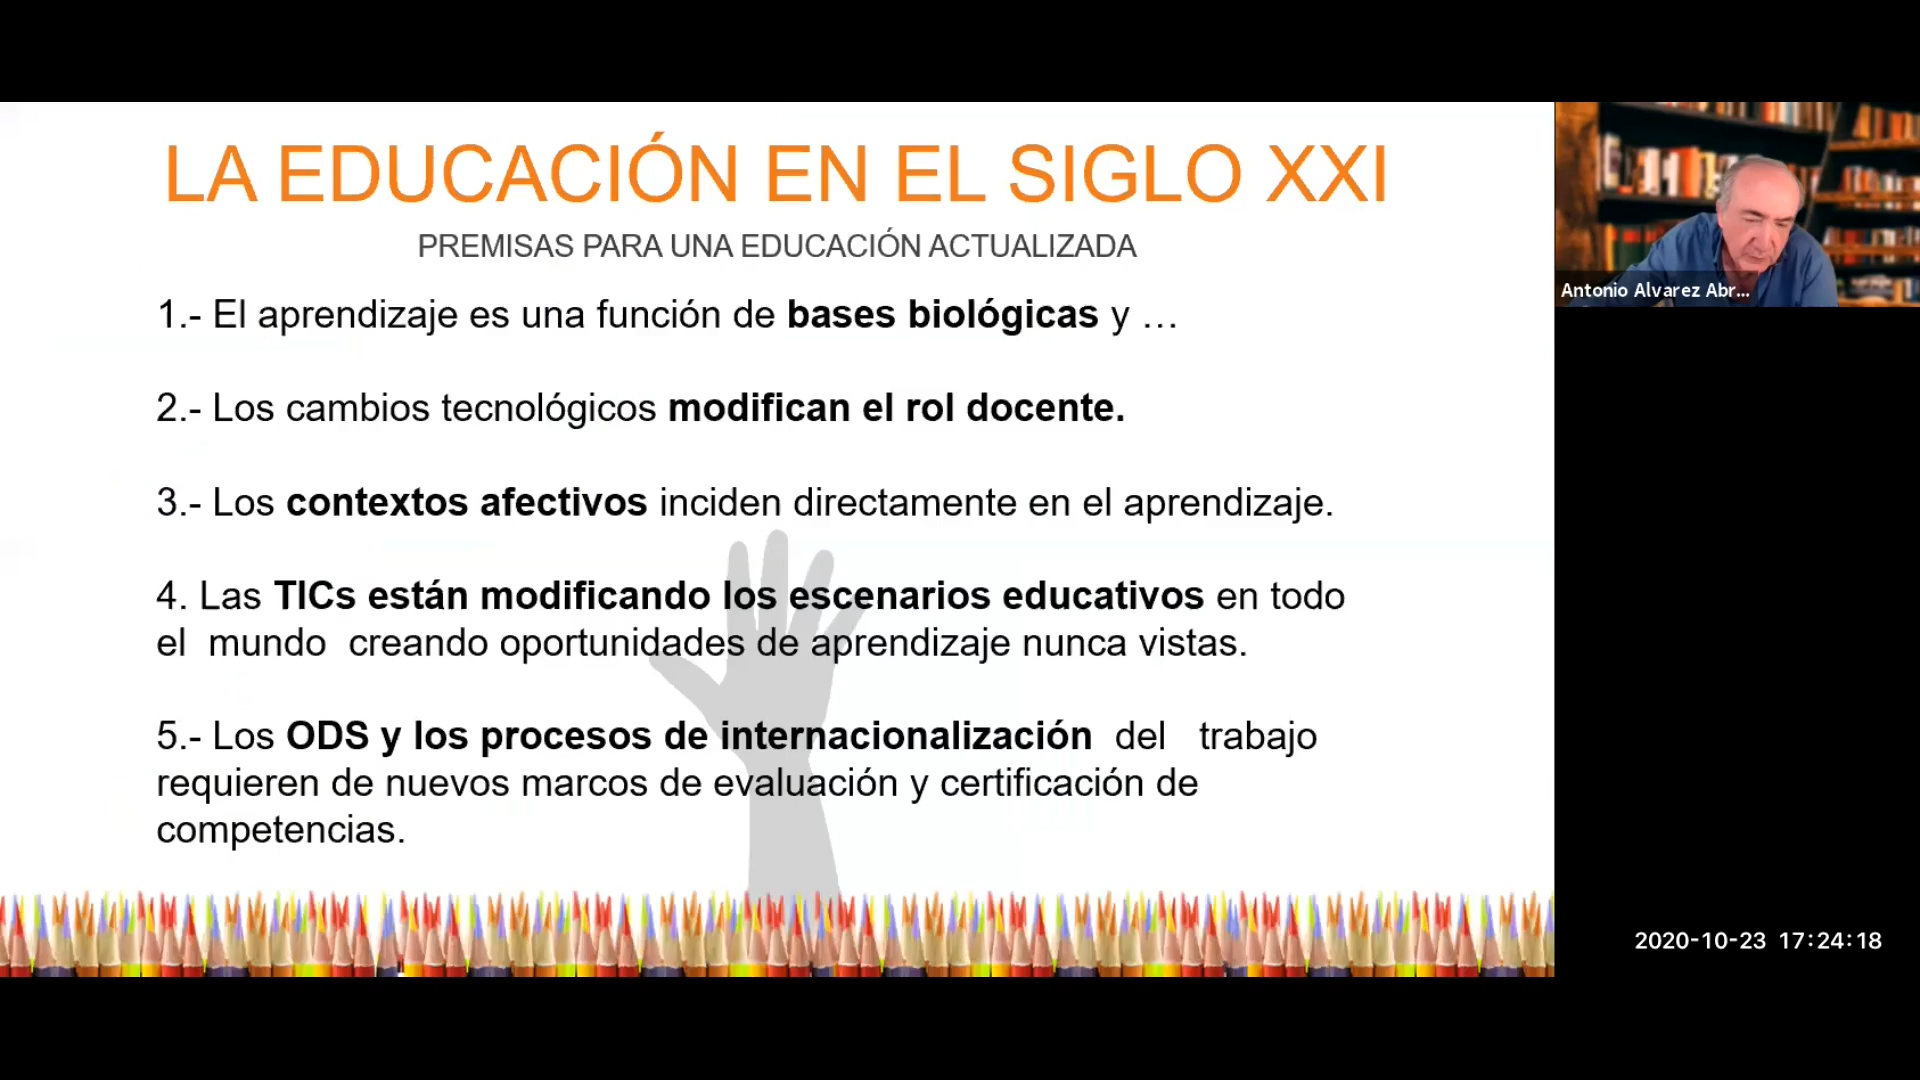 LA EDUCACIÓN EN EL SIGLO XXI
PREMISAS PARA UNA EDUCACIÓN ACTUALIZADA
1.- El aprendizaje es una función de bases biológicas y …
2.- Los cambios tecnológicos modifican el rol docente.
3.- Los contextos afectivos inciden directamente en el aprendizaje.
4. Las TICs están modificando los escenarios educativos en todo
el mundo creando oportunidades de aprendizaje nunca vistas.
5.- Los ODS y los procesos de internacionalización del trabajo
requieren de nuevos marcos de evaluación y certificación de
competencias.
Antonio Alvarez Abr...
2020-10-23 17:24:18